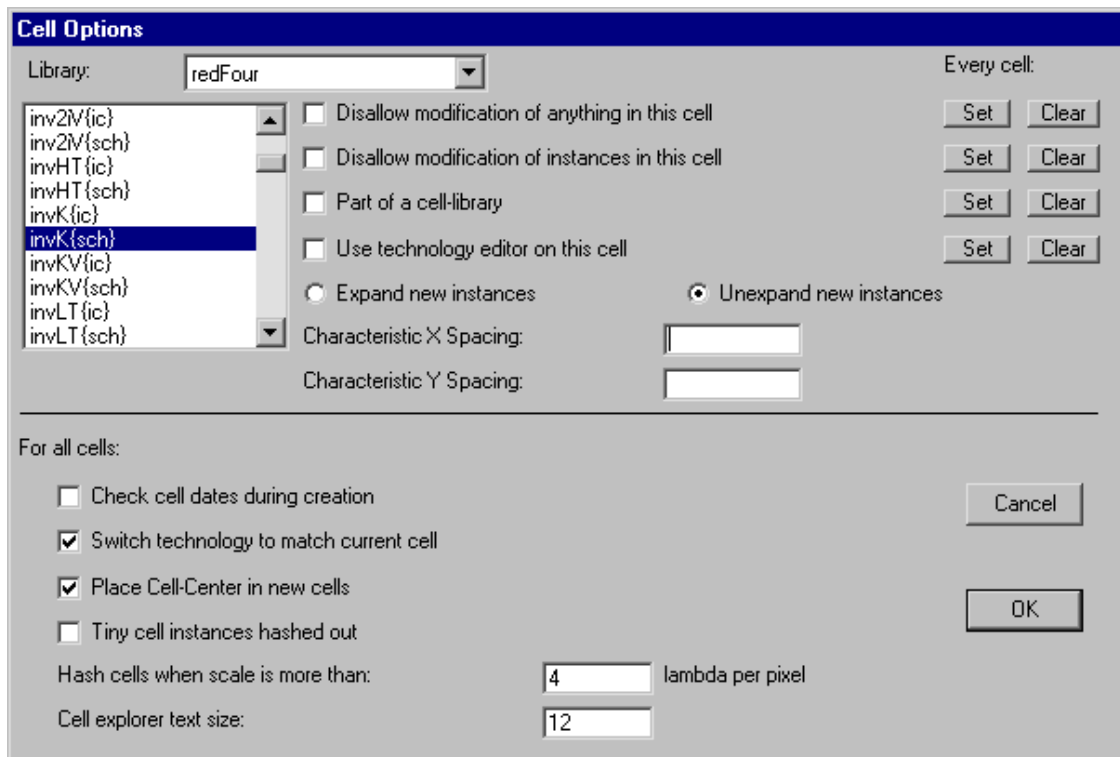 Cell Options
Library: redFour Every cell:
inv2iV{ic}
inv2iV{sch}
invHT{ic}
invHT{sch}
invK{ic}
invK{sch}
invKV{ic}
invKV{sch}
invLT{ic}
invLT{sch}
Disallow modification of anything in this cell Set Clear
Disallow modification of instances in this cell Set Clear
Part of a cell-library Set Clear
Use technology editor on this cell Set Clear
Expand new instances Unexpand new instances
Characteristic X Spacing:
Characteristic Y Spacing:
For all cells:
Check cell dates during creation
Cancel
Switch technology to match current cell
Place Cell-Center in new cells
OK
Tiny cell instances hashed out
Hash cells when scale is more than: 4 lambda per pixel
Cell explorer text size: 12